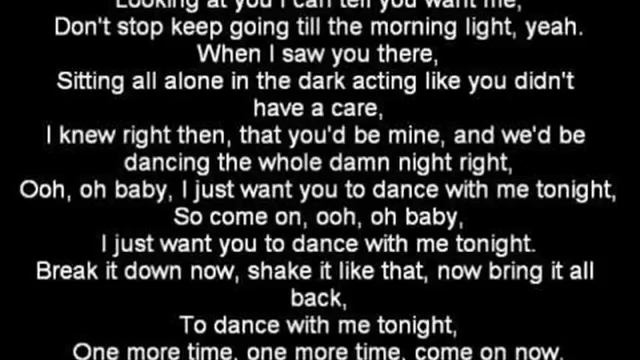 Looking at you I can tell you want me,
Don't stop keep going till the morning light, yeah.
When I saw you there,
Sitting all alone in the dark acting like you didn't
have a care,
I knew right then, that you'd be mine, and we'd be
dancing the whole damn night right,
Ooh, oh baby, I just want you to dance with me tonight,
So come on, ooh, oh baby,
I just want you to dance with me tonight.
Break it down now, shake it like that, now bring it all
back,
To dance with me tonight,
One more time, one more time, come on now,